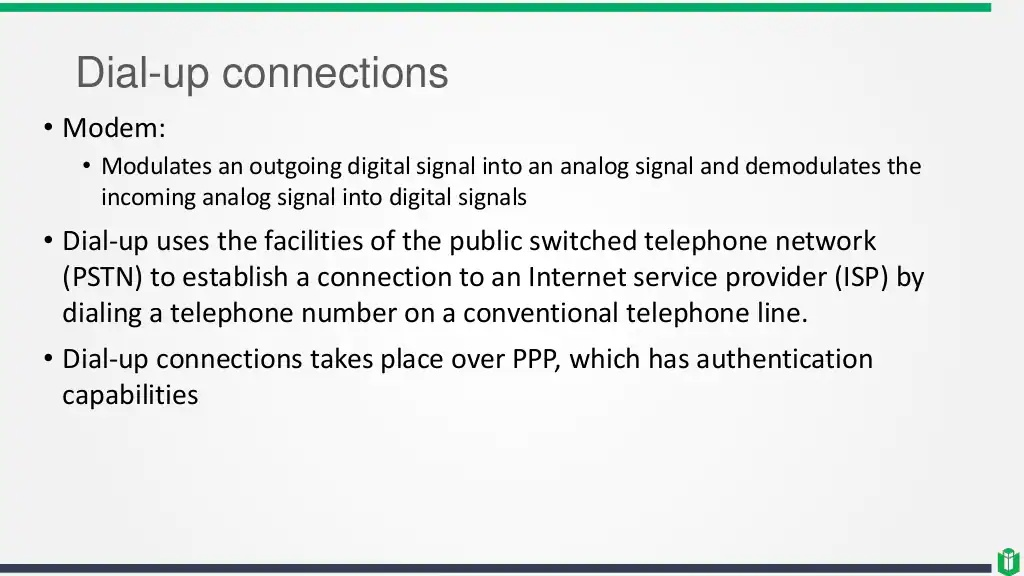 Dial-up connections
• Modem:
• Modulates an outgoing digital signal into an analog signal and demodulates the
incoming analog signal into digital signals
• Dial-up uses the facilities of the public switched telephone network
(PSTN) to establish a connection to an Internet service provider (ISP) by
dialing a telephone number on a conventional telephone line.
• Dial-up connections takes place over PPP, which has authentication
capabilities